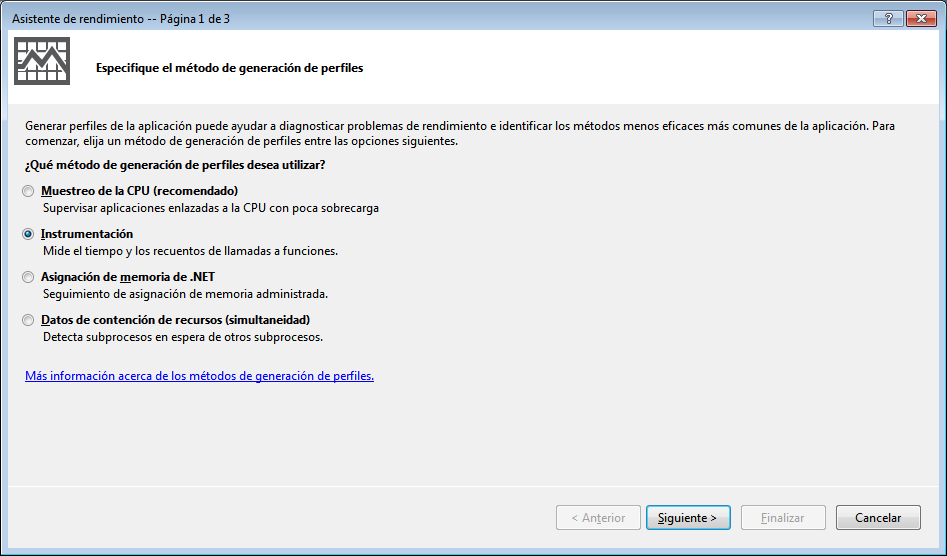 Asistente de rendimiento -- Página 1 de 3
?
Especifique el método de generación de perfiles
Generar perfiles de la aplicación puede ayudar a diagnosticar problemas de rendimiento e identificar los métodos menos eficaces más comunes de la aplicación. Para
comenzar, elija un método de generación de perfiles entre las opciones siguientes.
¿Qué método de generación de perfiles desea utilizar?
Muestreo de la CPU (recomendado)
Supervisar aplicaciones enlazadas a la CPU con poca sobrecarga
Instrumentación
Mide el tiempo y los recuentos de llamadas a funciones.
Asignación de memoria de .NET
Seguimiento de asignación de memoria administrada.
Datos de contención de recursos (simultaneidad)
Detecta subprocesos en espera de otros subprocesos.
Más información acerca de los métodos de generación de perfiles.
< Anterior Siguiente > Finalizar Cancelar